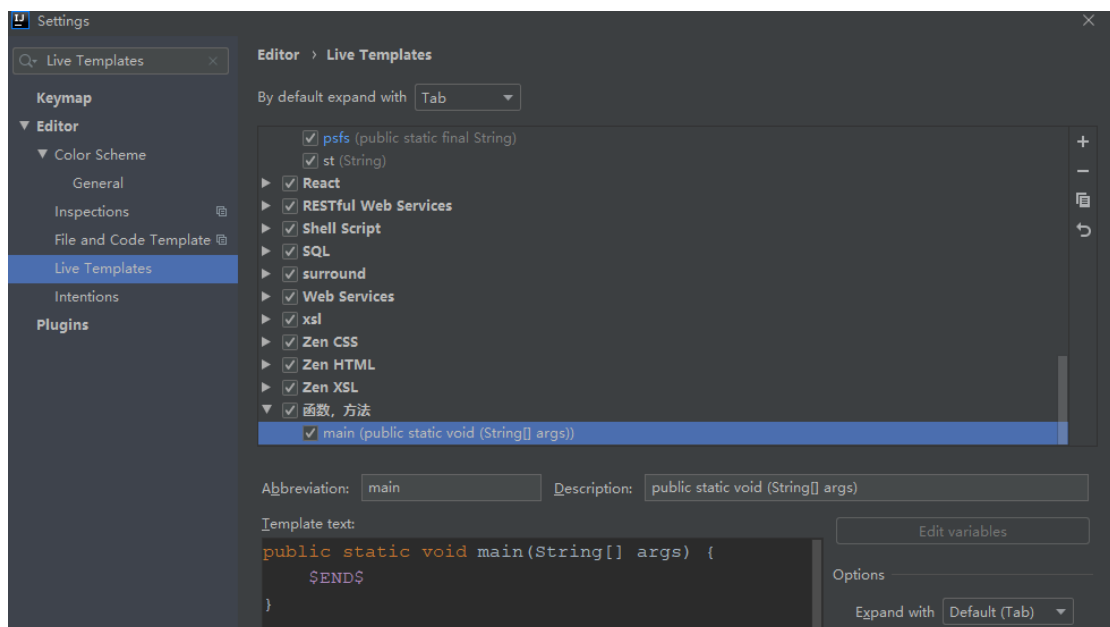 Settings
Live Templates
Keymap
Editor
Color Scheme
General
Inspections
File and Code Template
Live Templates
Intentions
Plugins
Editor › Live Templates
By default expand with Tab
psfs (public static final String)
st (String)
React
RESTful Web Services
Shell Script
SQL
surround
Web Services
xsl
Zen CSS
Zen HTML
Zen XSL
函数，方法
main (public static void (String[] args))
Abbreviation: main Description: public static void (String[] args)
Template text:
public static void main(String[] args) {
$END$
}
Edit variables
Options
Expand with Default (Tab)